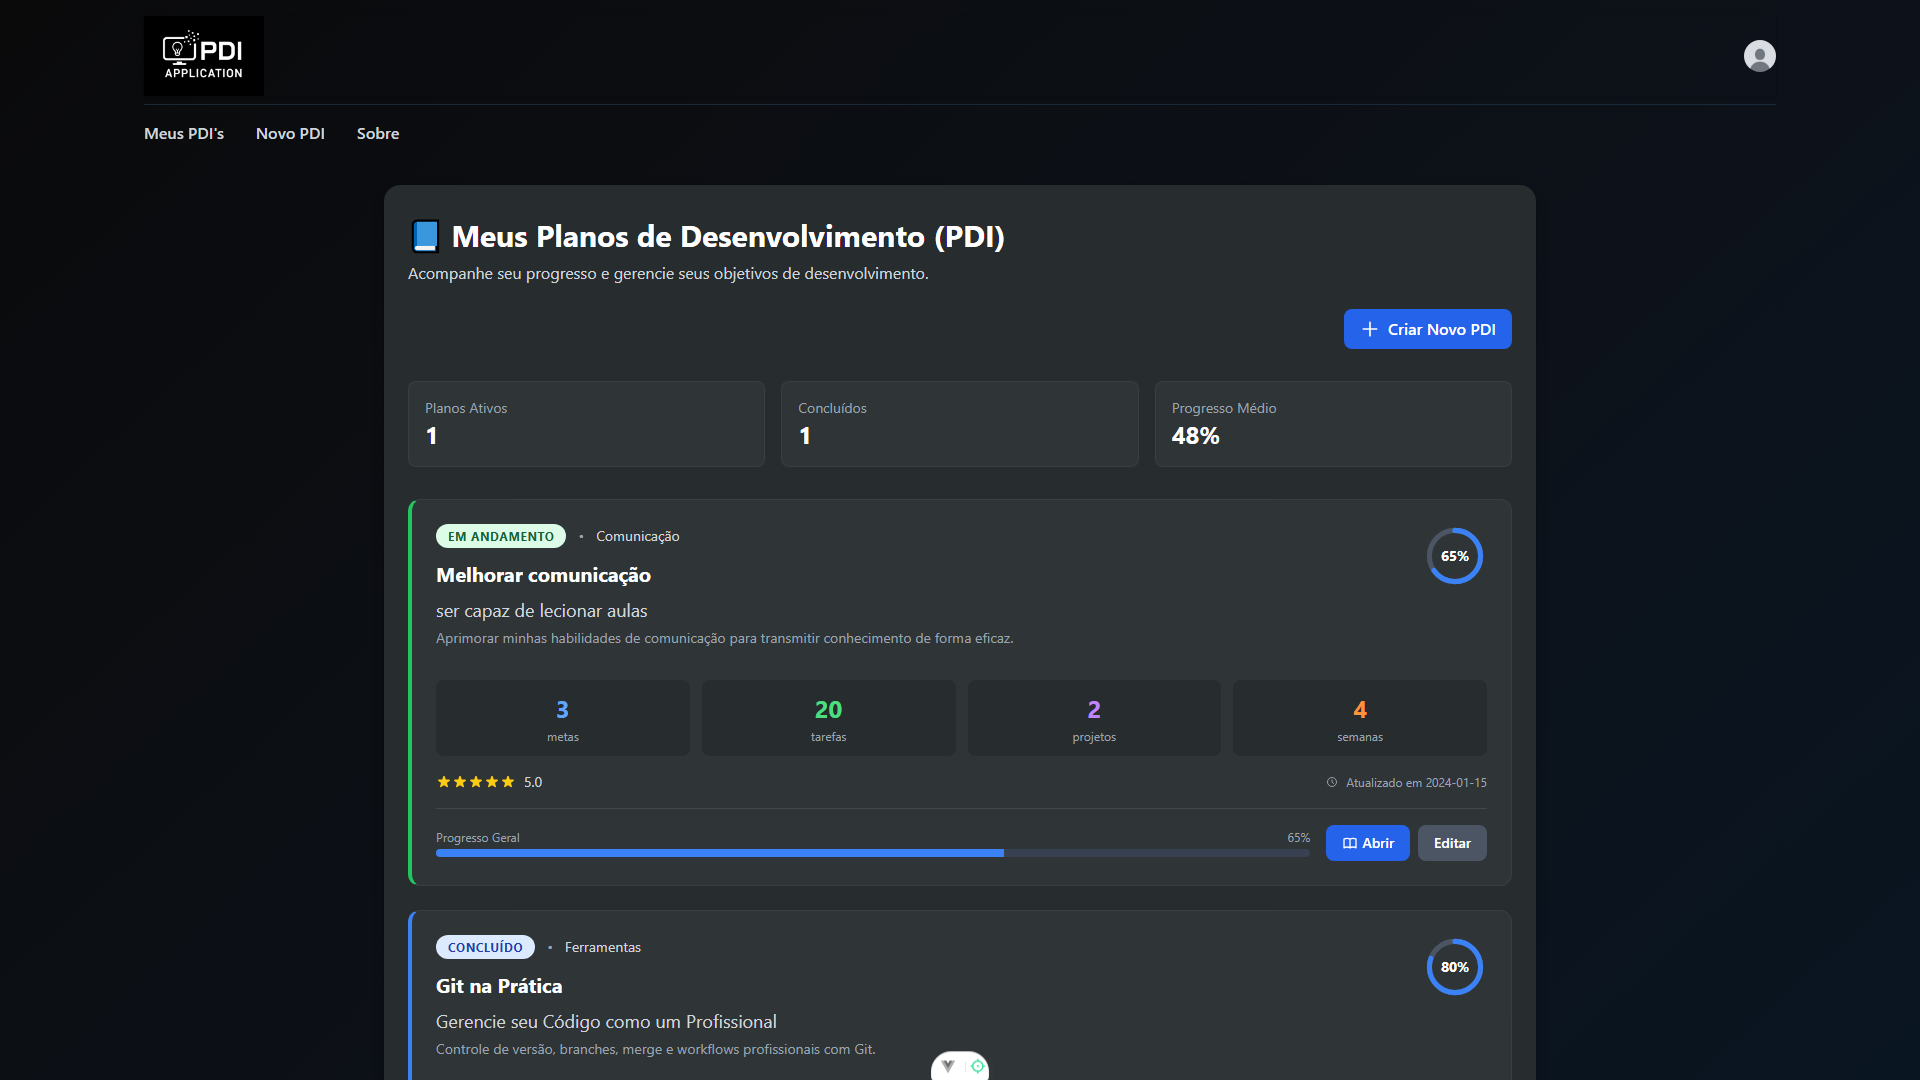 PDI
APPLICATION
Meus PDI's
Novo PDI
Sobre
Meus Planos de Desenvolvimento (PDI)
Acompanhe seu progresso e gerencie seus objetivos de desenvolvimento.
Criar Novo PDI
Planos Ativos
1
Concluídos
1
Progresso Médio
48%
EM ANDAMENTO • Comunicação
65%
Melhorar comunicação
ser capaz de lecionar aulas
Aprimorar minhas habilidades de comunicação para transmitir conhecimento de forma eficaz.
3
metas
20
tarefas
2
projetos
4
semanas
5.0
Atualizado em 2024-01-15
Progresso Geral
65%
Abrir
Editar
CONCLUÍDO • Ferramentas
80%
Git na Prática
Gerencie seu Código como um Profissional
Controle de versão, branches, merge e workflows profissionais com Git.